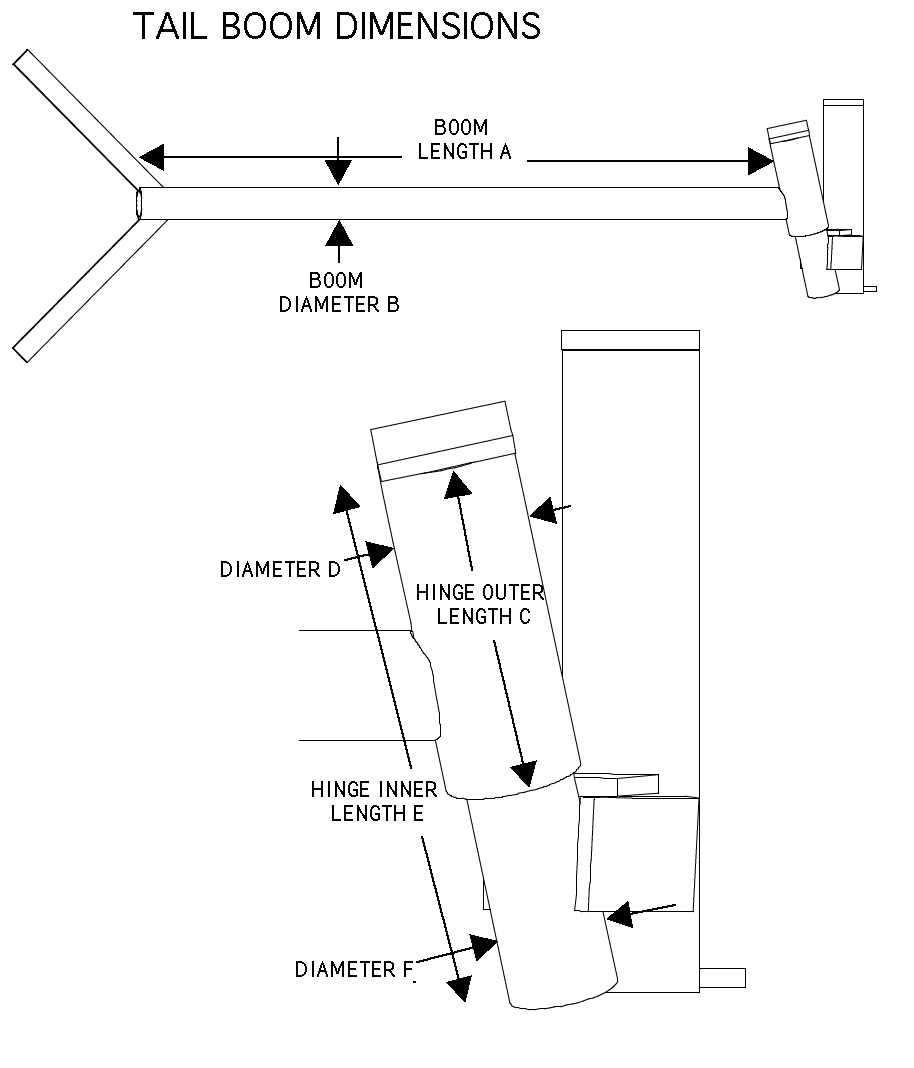 TAIL BOOM DIMENSIONS
BOOM
LENGTH A
BOOM
DIAMETER B
DIAMETER D
HINGE OUTER
LENGTH C
HINGE INNER
LENGTH E
DIAMETER F.